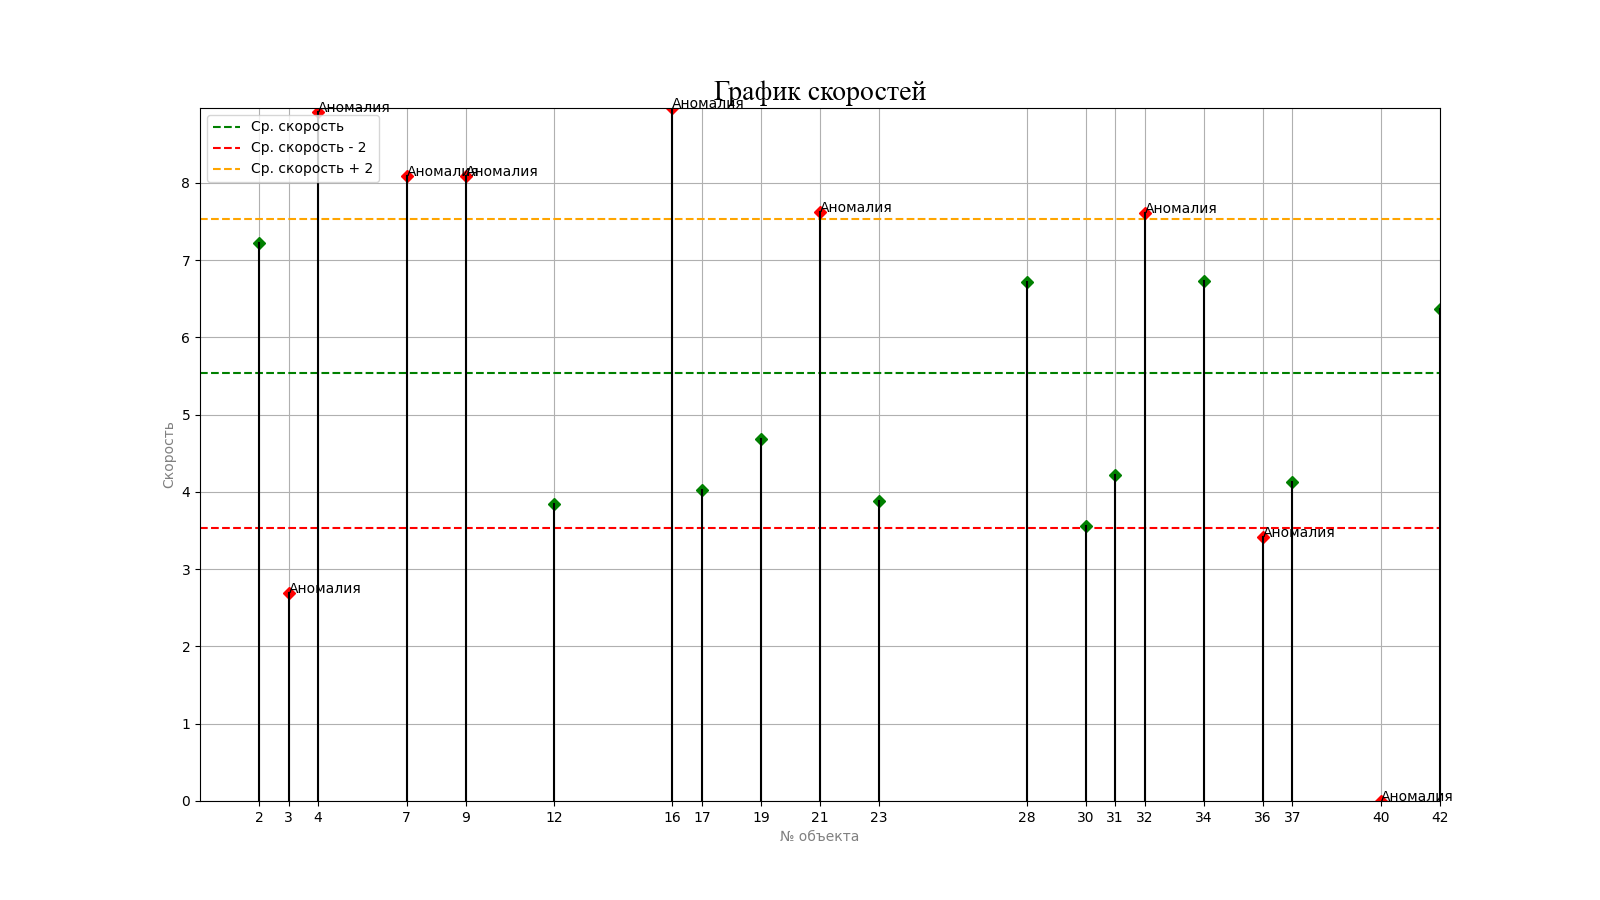 График скоростей
Аномалия
Аномалия
Ср. скорость
Ср. скорость - 2
Ср. скорость + 2
Аномалия
Аномалия
Аномалия
Аномалия
Аномалия
Аномалия
Аномалия
8
7
6
5
4
3
2
1
0
Скорость
2 3 4 7 9 12 16 17 19 21 23 28 30 31 32 34 36 37 40 42
№ объекта